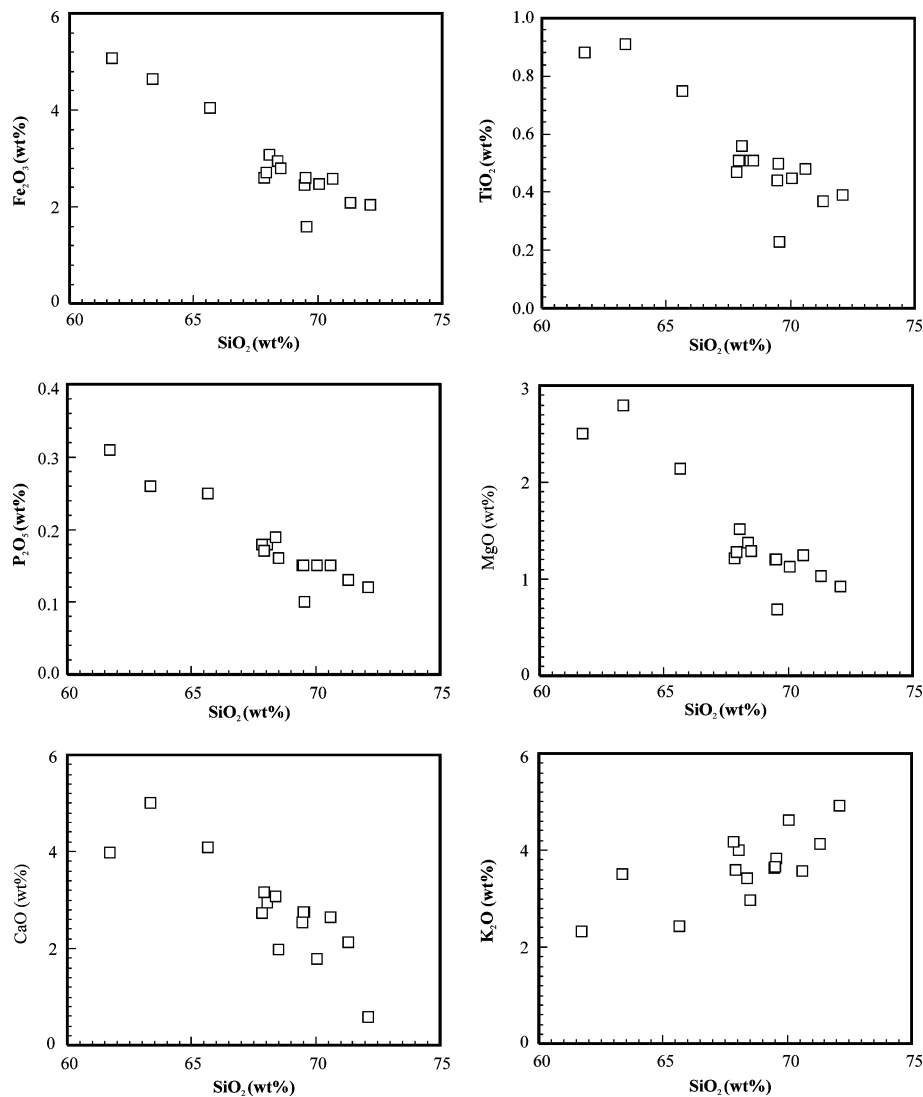 6
4
2
0
Fe₂O₃ (wt%)
60 65 70 75
SiO₂ (wt%)
1.0
0.8
0.6
0.4
0.2
0.0
TiO₂ (wt%)
60 65 70 75
SiO₂ (wt%)
0.4
0.3
0.2
0.1
0.0
P₂O₅ (wt%)
60 65 70 75
SiO₂ (wt%)
3
2
1
0
MgO (wt%)
60 65 70 75
SiO₂ (wt%)
6
4
2
0
CaO (wt%)
60 65 70 75
SiO₂ (wt%)
6
4
2
0
K₂O (wt%)
60 65 70 75
SiO₂ (wt%)